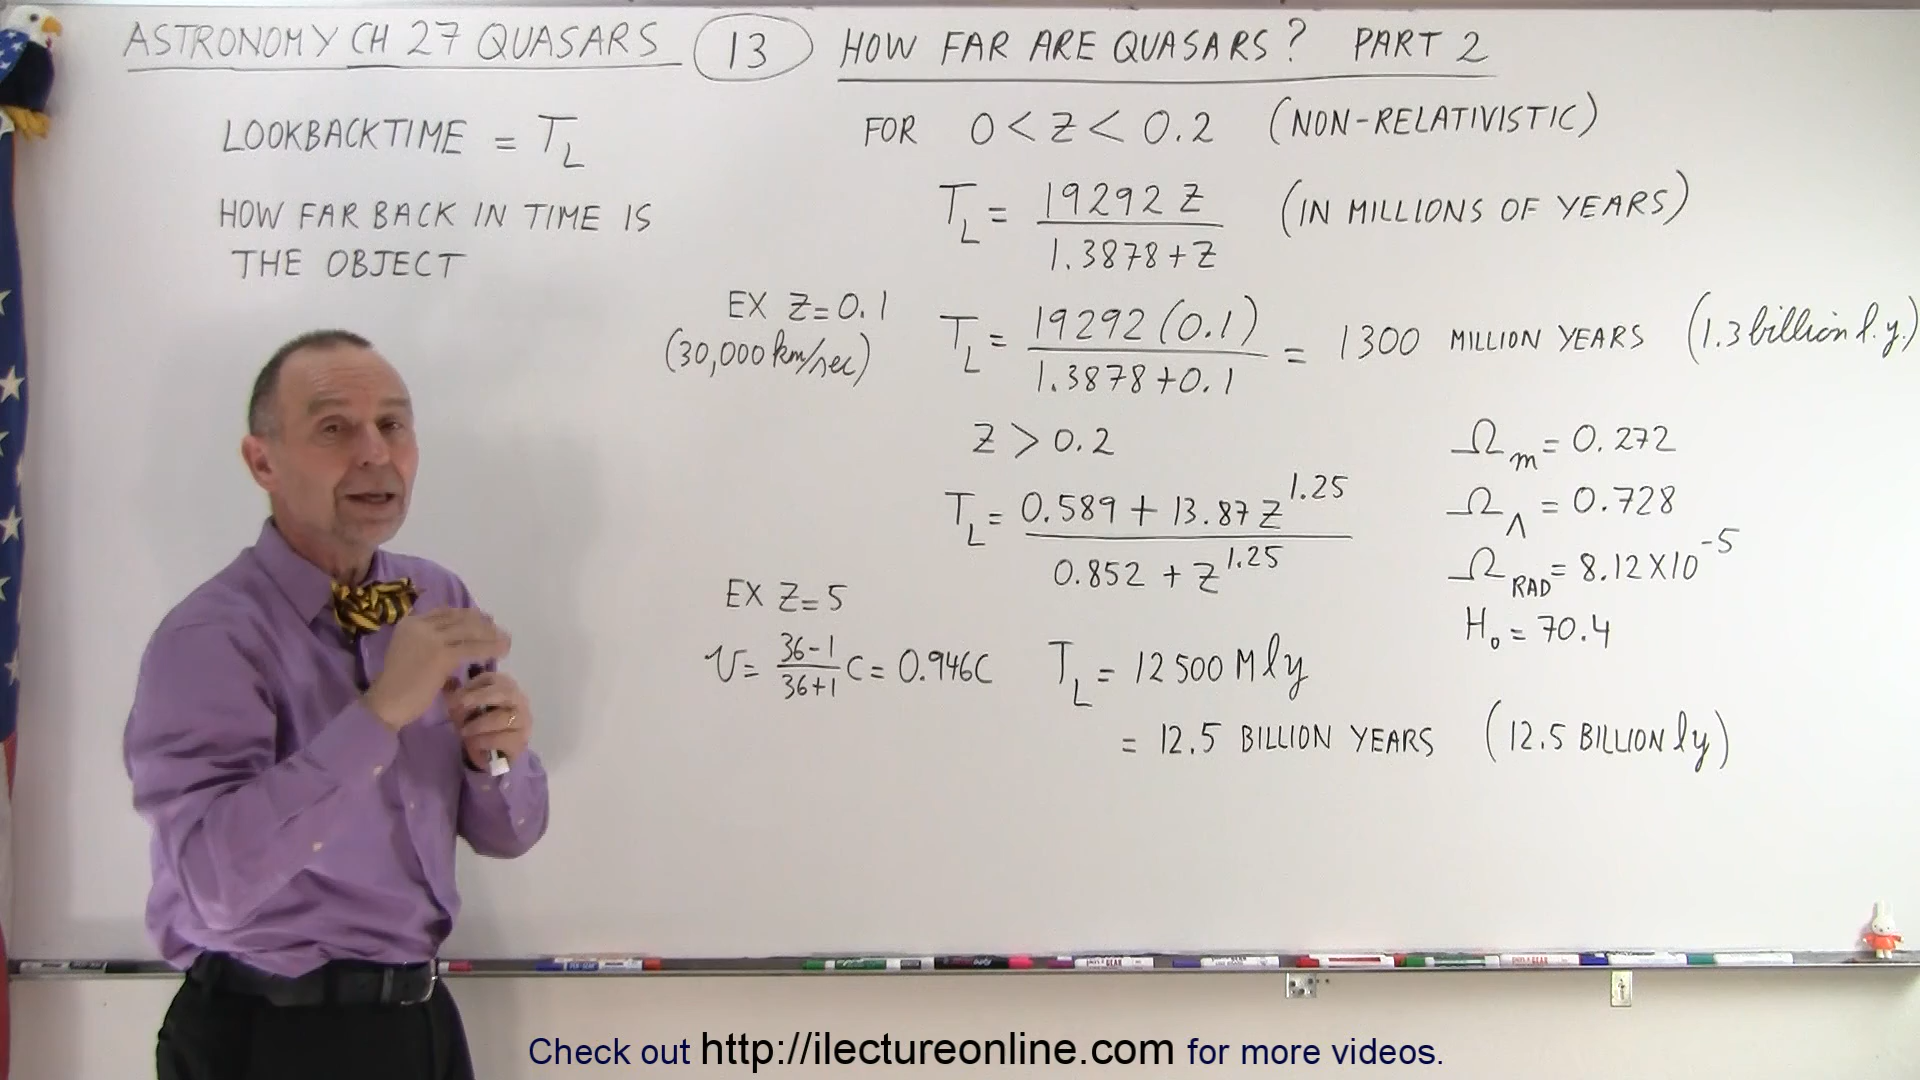 ASTRONOMY CH 27 QUASARS 13 HOW FAR ARE QUASARS? PART 2
LOOKBACKTIME = T_L
HOW FAR BACK IN TIME IS
THE OBJECT
FOR 0 < Z < 0.2 (NON-RELATIVISTIC)
T_L = 19292 Z / 1.3878 + Z (IN MILLIONS OF YEARS)
EX Z = 0.1
(30,000 km/sec)
T_L = 19292 (0.1) / 1.3878 + 0.1 = 1300 MILLION YEARS (1.3 billion l.y.)
Z > 0.2
T_L = 0.589 + 13.87 Z^1.25 / 0.852 + Z^1.25
Ω_m = 0.272
Ω_Λ = 0.728
Ω_RAD = 8.12 X 10^-5
H_0 = 70.4
EX Z = 5
V = 36-1 / 36+1 C = 0.946C
T_L = 12500 M ly
= 12.5 BILLION YEARS (12.5 BILLION ly)
Check out http://ilectureonline.com for more videos.